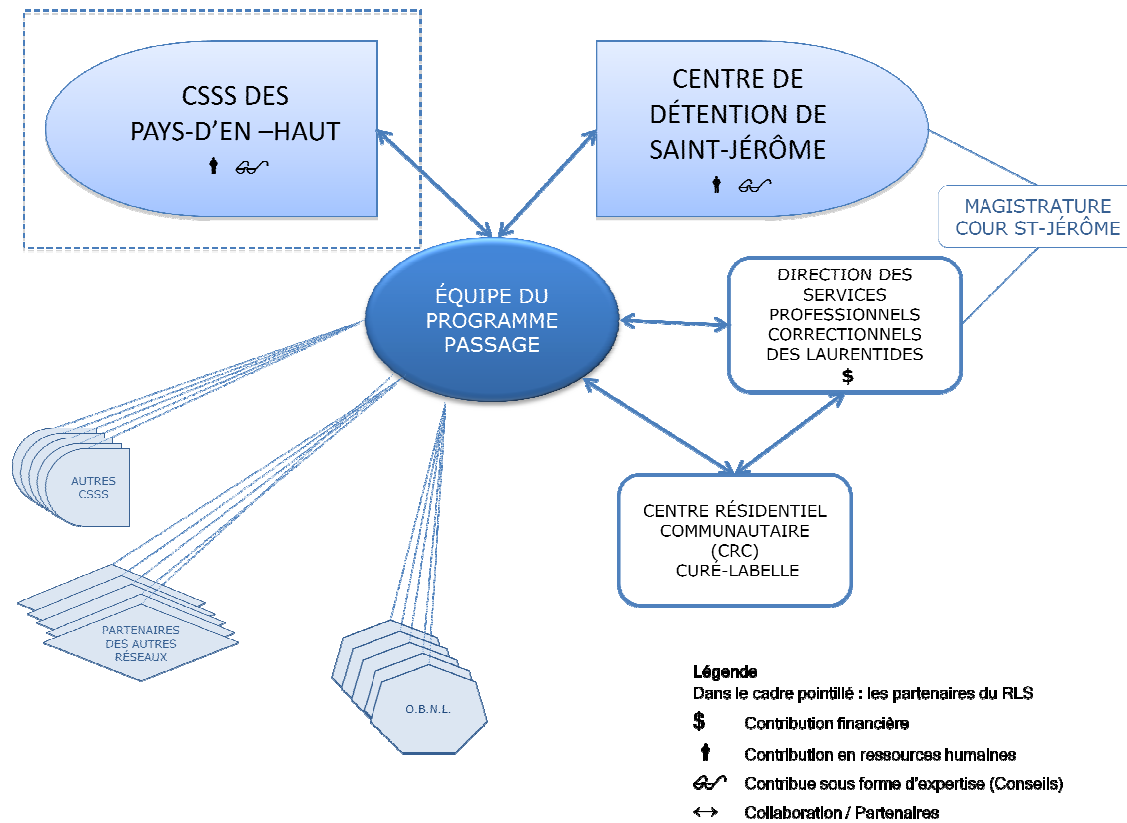 CSSS DES
PAYS-D'EN –HAUT
CENTRE DE
DÉTENTION DE
SAINT-JÉRÔME
MAGISTRATURE
COUR ST-JÉRÔME
ÉQUIPE DU
PROGRAMME
PASSAGE
DIRECTION DES
SERVICES
PROFESSIONNELS
CORRECTIONNELS
DES LAURENTIDES
$
AUTRES
CSSS
CENTRE RÉSIDENTIEL
COMMUNAUTAIRE
(CRC)
CURÉ-LABELLE
PARTENAIRES
DES AUTRES
RÉSEAUX
O.B.N.L.
Légende
Dans le cadre pointillé : les partenaires du RLS
$ Contribution financière
Contribution en ressources humaines
Contribue sous forme d'expertise (Conseils)
↔ Collaboration / Partenaires